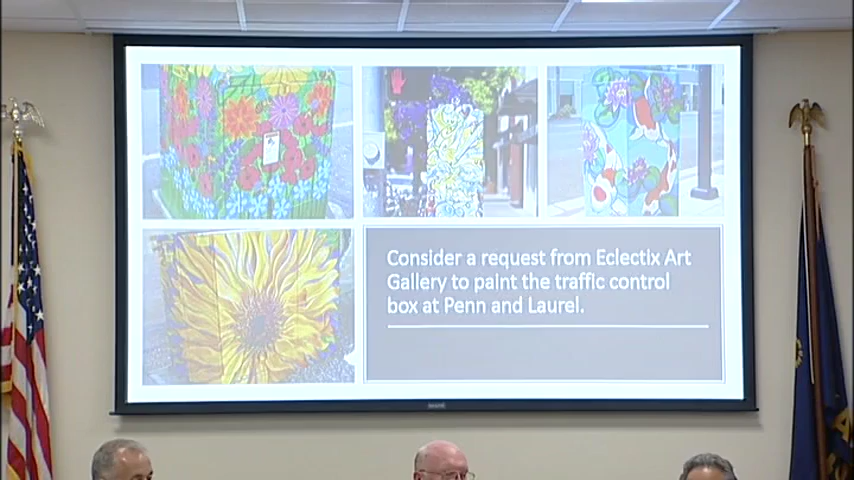 Consider a request from Eclectix Art
Gallery to paint the traffic control
box at Penn and Laurel.